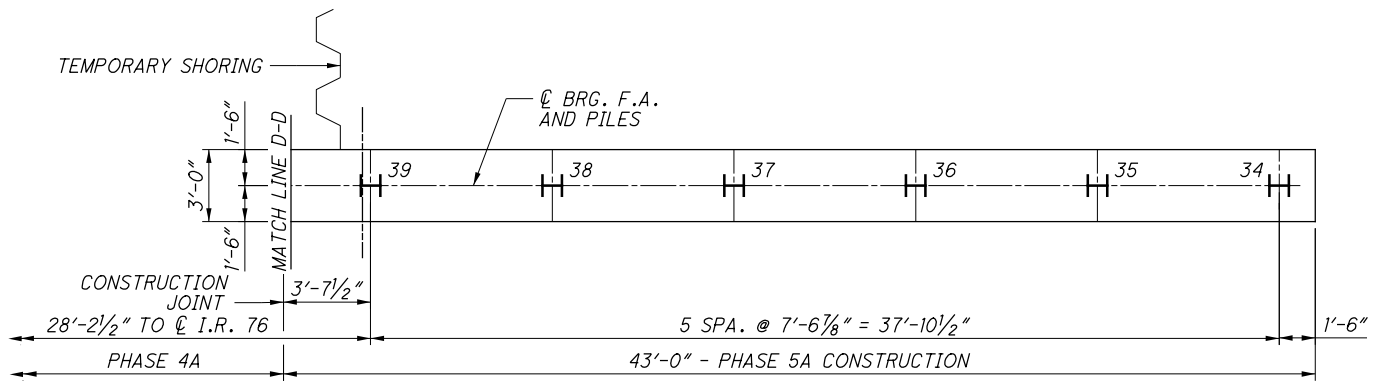 TEMPORARY SHORING
℄ BRG. F.A.
AND PILES
1'-6"
3'-0"
1'-6"
MATCH LINE D-D
39
38
37
36
35
34
CONSTRUCTION
JOINT
3'-7½"
28'-2½" TO ℄ I.R. 76
5 SPA. @ 7'-6⅞" = 37'-10½"
1'-6"
PHASE 4A
43'-0" - PHASE 5A CONSTRUCTION